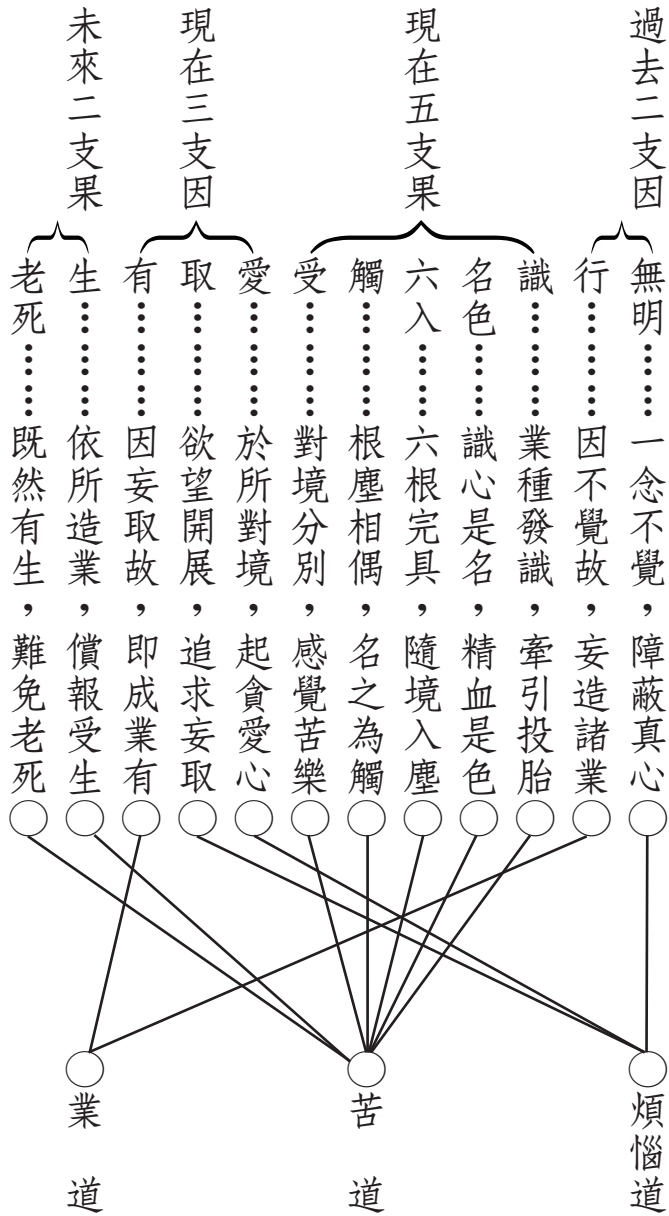 過去二支因
無明⋯⋯⋯一念不覺，障蔽真心
行⋯⋯⋯因不覺故，妄造諸業
現在五支果
識⋯⋯⋯業種發識，牽引投胎
名色⋯⋯⋯識心是名，精血是色
六入⋯⋯⋯六根完具，隨境入塵
觸⋯⋯⋯根塵相偶，名之為觸
受⋯⋯⋯對境分別，感覺苦樂
現在三支因
愛⋯⋯⋯於所對境，起貪愛心
取⋯⋯⋯欲望開展，追求妄取
有⋯⋯⋯因妄取故，即成業有
未來二支果
生⋯⋯⋯依所造業，償報受生
老死⋯⋯⋯既然有生，難免老死
煩惱道
苦道
業道